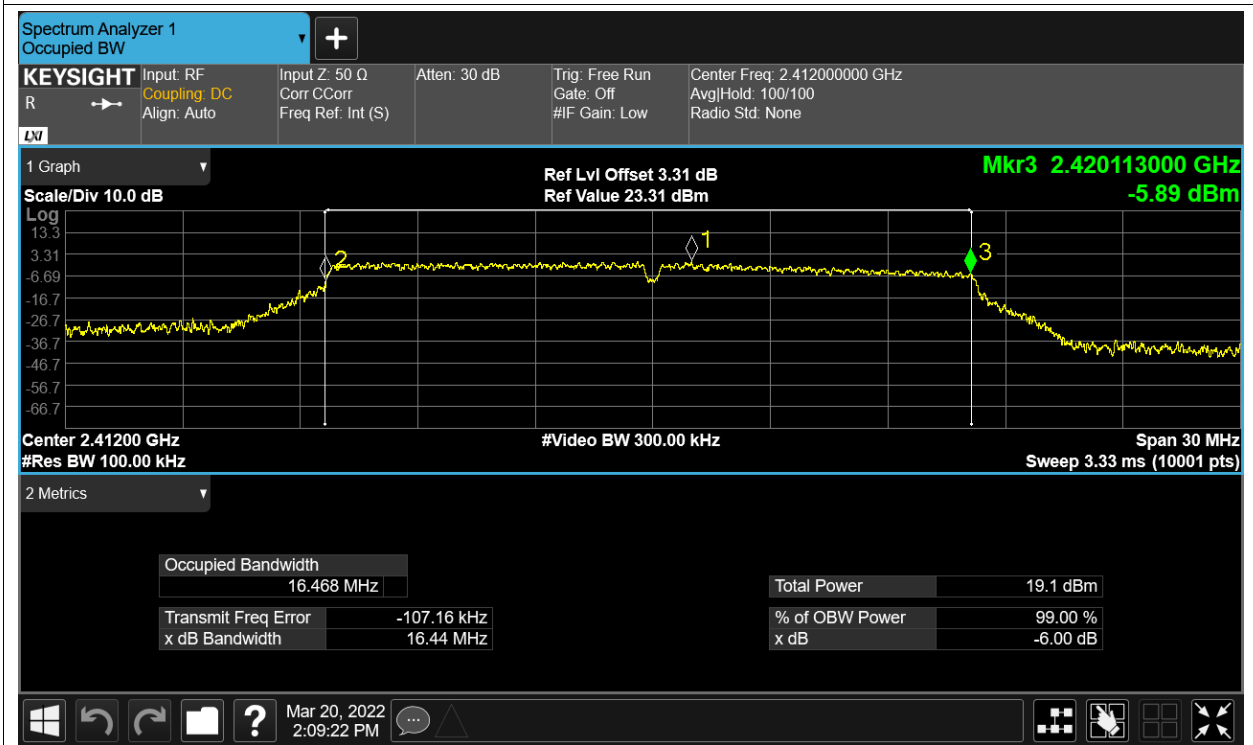 Spectrum Analyzer 1
Occupied BW
+
KEYSIGHT
R
LXI
Input: RF
Coupling: DC
Align: Auto
Input Z: 50 Ω
Corr CCorr
Freq Ref: Int (S)
Atten: 30 dB
Trig: Free Run
Gate: Off
#IF Gain: Low
Center Freq: 2.412000000 GHz
Avg|Hold: 100/100
Radio Std: None
1 Graph
Scale/Div 10.0 dB
Ref Lvl Offset 3.31 dB
Ref Value 23.31 dBm
Mkr3 2.420113000 GHz
-5.89 dBm
Log
13.3
3.31
-6.69
-16.7
-26.7
-36.7
-46.7
-56.7
-66.7
2
1
3
Center 2.41200 GHz
#Video BW 300.00 kHz
Span 30 MHz
#Res BW 100.00 kHz
Sweep 3.33 ms (10001 pts)
2 Metrics
Occupied Bandwidth
16.468 MHz
Transmit Freq Error -107.16 kHz
x dB Bandwidth 16.44 MHz
Total Power 19.1 dBm
% of OBW Power 99.00 %
x dB -6.00 dB
?
Mar 20, 2022
2:09:22 PM